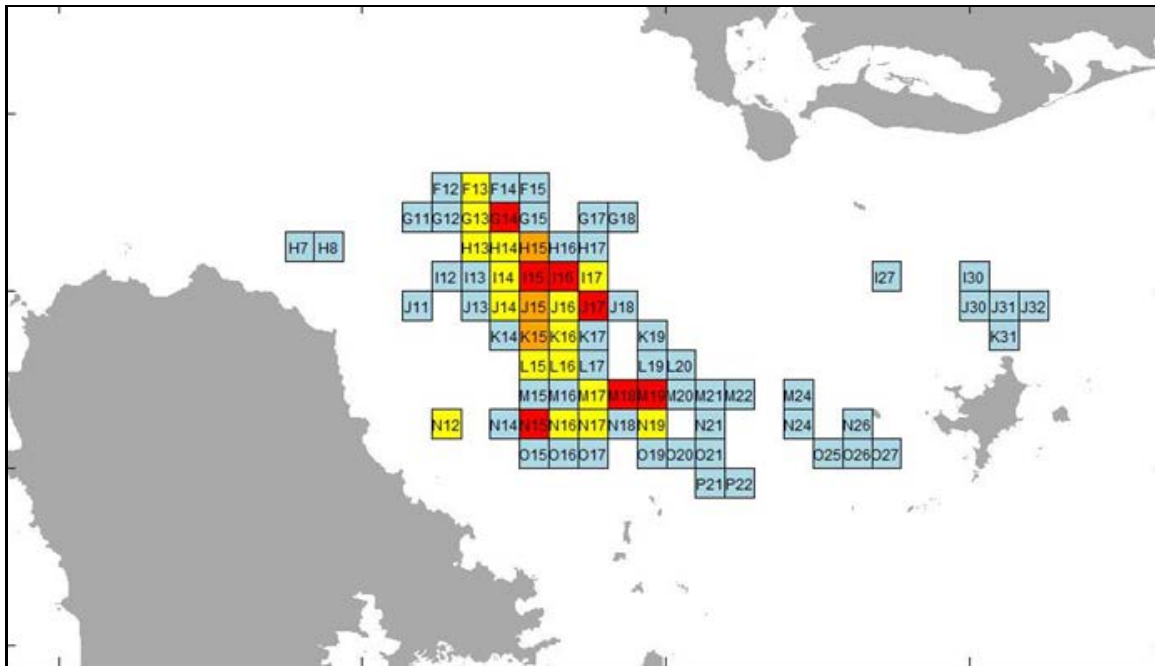 F12 F13 F14 F15
G11 G12 G13 G14 G15 G17 G18
H7 H8 H13 H14 H15 H16 H17
I12 I13 I14 I15 I16 I17 I27 I30
J11 J13 J14 J15 J16 J17 J18 J30 J31 J32
K14 K15 K16 K17 K19 K31
L15 L16 L17 L19 L20
M15 M16 M17 M18 M19 M20 M21 M22 M24
N12 N14 N15 N16 N17 N18 N19 N21 N24 N26
O15 O16 O17 O19 O20 O21 O25 O26 O27
P21 P22